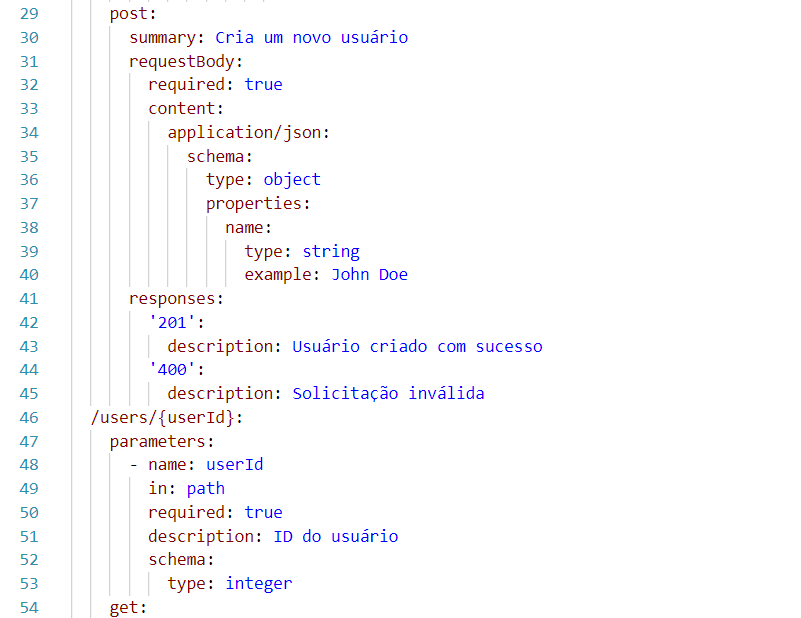 29 post:
30 summary: Cria um novo usuário
31 requestBody:
32 required: true
33 content:
34 application/json:
35 schema:
36 type: object
37 properties:
38 name:
39 type: string
40 example: John Doe
41 responses:
42 '201':
43 description: Usuário criado com sucesso
44 '400':
45 description: Solicitação inválida
46 /users/{userId}:
47 parameters:
48 - name: userId
49 in: path
50 required: true
51 description: ID do usuário
52 schema:
53 type: integer
54 get: